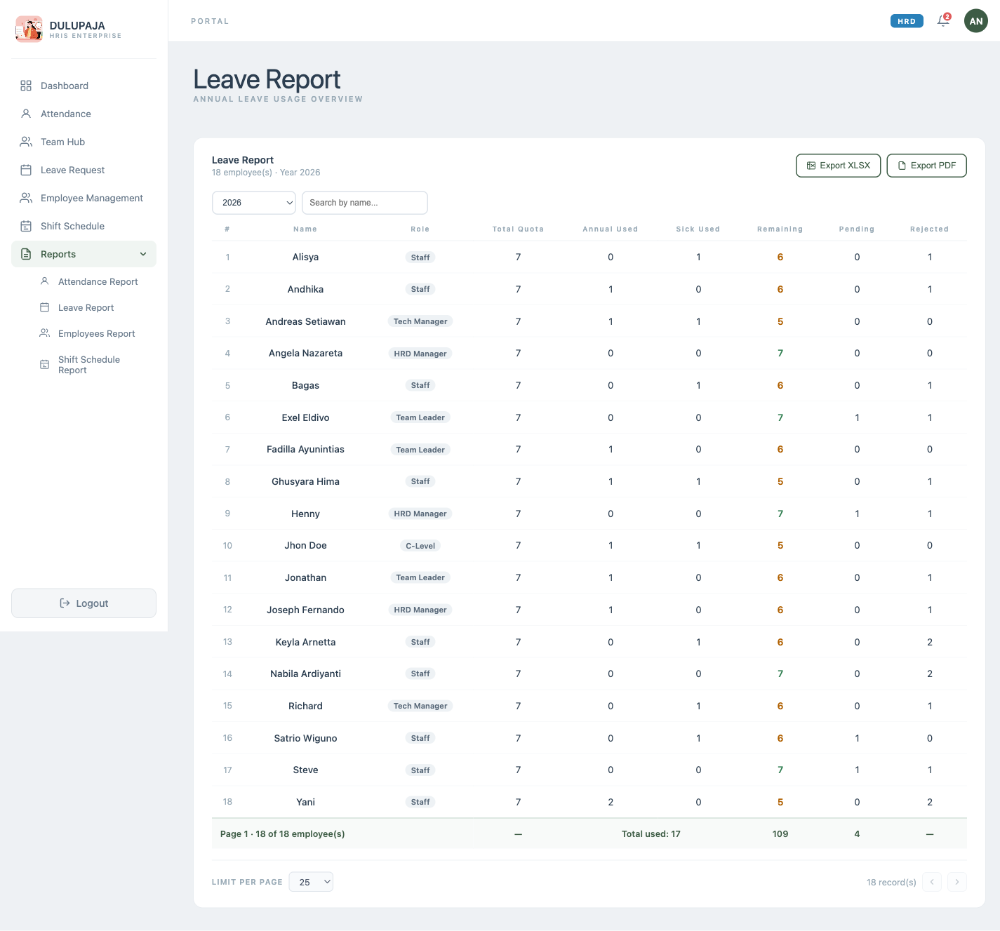 DULUPAJA
HRIS ENTERPRISE
Dashboard
Attendance
Team Hub
Leave Request
Employee Management
Shift Schedule
Reports
Attendance Report
Leave Report
Employees Report
Shift Schedule
Report
Logout
PORTAL
HRD
2
AN
Leave Report
ANNUAL LEAVE USAGE OVERVIEW
Leave Report
18 employee(s) · Year 2026
Export XLSX
Export PDF
2026
Search by name...
# Name Role Total Quota Annual Used Sick Used Remaining Pending Rejected
1 Alisya Staff 7 0 1 6 0 1
2 Andhika Staff 7 1 0 6 0 1
3 Andreas Setiawan Tech Manager 7 1 1 5 0 0
4 Angela Nazareta HRD Manager 7 0 0 7 0 0
5 Bagas Staff 7 0 1 6 0 1
6 Exel Eldivo Team Leader 7 0 0 7 1 1
7 Fadilla Ayunintias Team Leader 7 1 0 6 0 0
8 Ghusyara Hima Staff 7 1 1 5 0 1
9 Henny HRD Manager 7 0 0 7 1 1
10 Jhon Doe C-Level 7 1 1 5 0 0
11 Jonathan Team Leader 7 1 0 6 0 1
12 Joseph Fernando HRD Manager 7 1 0 6 0 1
13 Keyla Arnetta Staff 7 0 1 6 0 2
14 Nabila Ardiyanti Staff 7 0 0 7 0 2
15 Richard Tech Manager 7 0 1 6 0 1
16 Satrio Wiguno Staff 7 0 1 6 1 0
17 Steve Staff 7 0 0 7 1 1
18 Yani Staff 7 2 0 5 0 2
Page 1 · 18 of 18 employee(s) — Total used: 17 109 4 —
LIMIT PER PAGE 25
18 record(s)